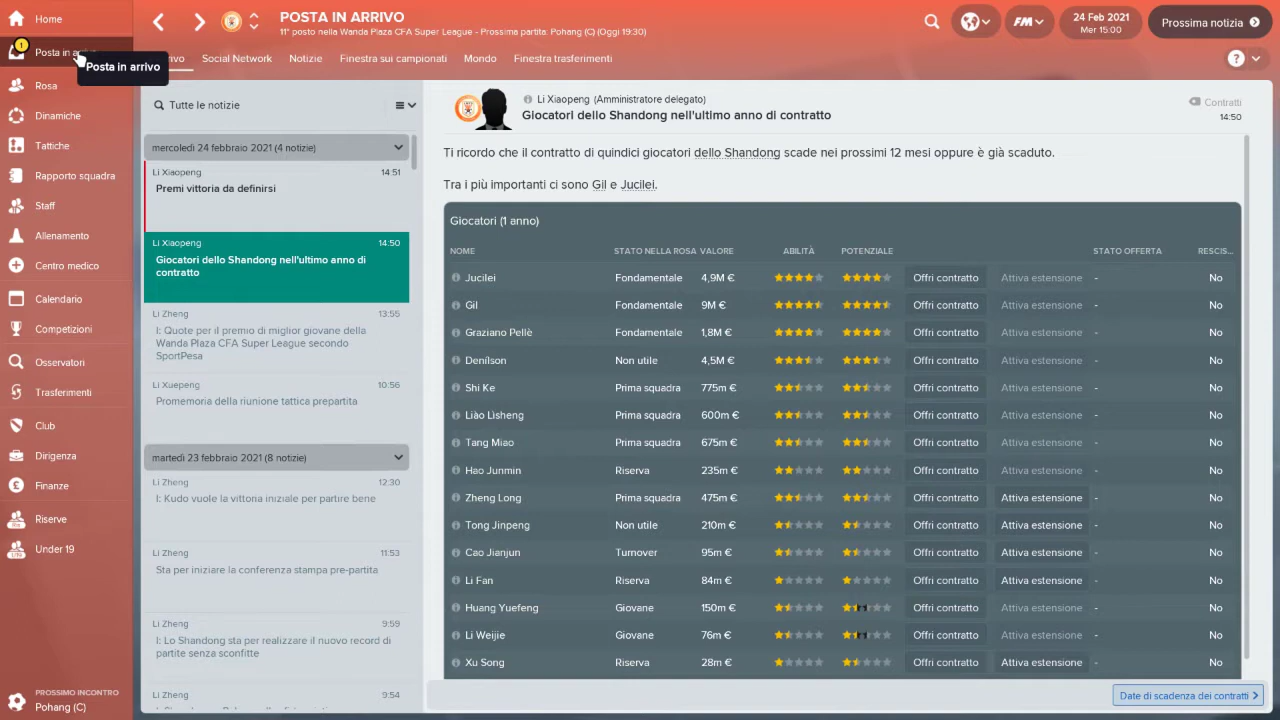 Home
1
Posta in arriv
Posta in arrivo
Rosa
Dinamiche
Tattiche
Rapporto squadra
Staff
Allenamento
Centro medico
Calendario
Competizioni
Osservatori
Trasferimenti
Club
Dirigenza
Finanze
Riserve
Under 19
PROSSIMO INCONTRO
Pohang (C)
POSTA IN ARRIVO
11° posto nella Wanda Plaza CFA Super League - Prossima partita: Pohang (C) (Oggi 19:30)
FM
24 Feb 2021
Mer 15:00
Prossima notizia
ivo Social Network Notizie Finestra sui campionati Mondo Finestra trasferimenti
?
Tutte le notizie
mercoledì 24 febbraio 2021 (4 notizie)
Li Xiaopeng 14:51
Premi vittoria da definirsi
Li Xiaopeng 14:50
Giocatori dello Shandong nell'ultimo anno di
contratto
Li Zheng 13:55
I: Quote per il premio di miglior giovane della
Wanda Plaza CFA Super League secondo
SportPesa
Li Xuepeng 10:56
Promemoria della riunione tattica prepartita
martedì 23 febbraio 2021 (8 notizie)
Li Zheng 12:30
I: Kudo vuole la vittoria iniziale per partire bene
Li Zheng 11:53
Sta per iniziare la conferenza stampa pre-partita
Li Zheng 9:59
I: Lo Shandong sta per realizzare il nuovo record di
partite senza sconfitte
Li Zheng 9:54
Li Xiaopeng (Amministratore delegato)
Giocatori dello Shandong nell'ultimo anno di contratto
Contratti
14:50
Ti ricordo che il contratto di quindici giocatori dello Shandong scade nei prossimi 12 mesi oppure è già scaduto.
Tra i più importanti ci sono Gil e Jucilei.
Giocatori (1 anno)
NOME STATO NELLA ROSA VALORE ABILITÀ POTENZIALE STATO OFFERTA RESCIS...
Jucilei Fondamentale 4,9M € Offri contratto Attiva estensione - No
Gil Fondamentale 9M € Offri contratto Attiva estensione - No
Graziano Pellè Fondamentale 1,8M € Offri contratto Attiva estensione - No
Denílson Non utile 4,5M € Offri contratto Attiva estensione - No
Shi Ke Prima squadra 775m € Offri contratto Attiva estensione - No
Liào Lìsheng Prima squadra 600m € Offri contratto Attiva estensione - No
Tang Miao Prima squadra 675m € Offri contratto Attiva estensione - No
Hao Junmin Riserva 235m € Offri contratto Attiva estensione - No
Zheng Long Prima squadra 475m € Offri contratto Attiva estensione - No
Tong Jinpeng Non utile 210m € Offri contratto Attiva estensione - No
Cao Jianjun Turnover 95m € Offri contratto Attiva estensione - No
Li Fan Riserva 84m € Offri contratto Attiva estensione - No
Huang Yuefeng Giovane 150m € Offri contratto Attiva estensione - No
Li Weijie Giovane 76m € Offri contratto Attiva estensione - No
Xu Song Riserva 28m € Offri contratto Attiva estensione - No
Date di scadenza dei contratti